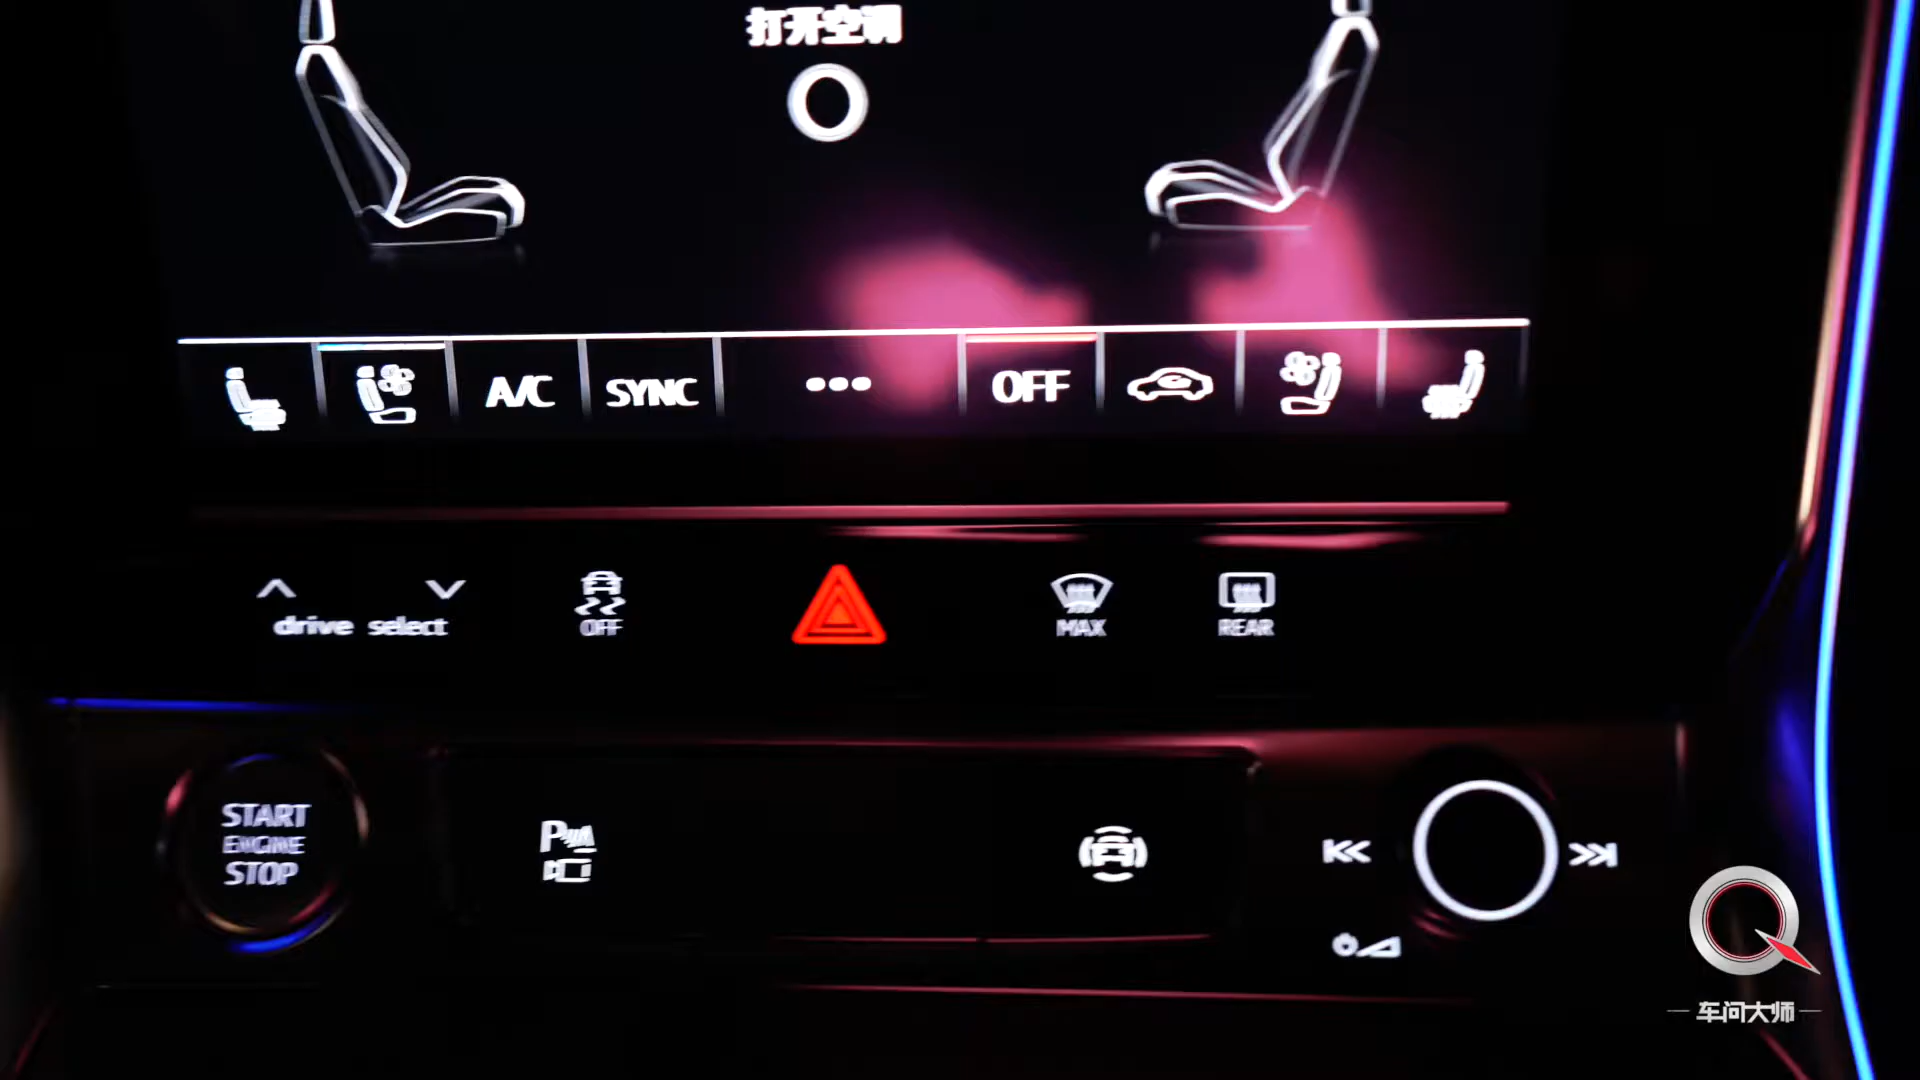 打开空调
A/C SYNC ••• OFF
drive select
OFF
MAX
REAR
START
ENGINE
STOP
P
车问大师